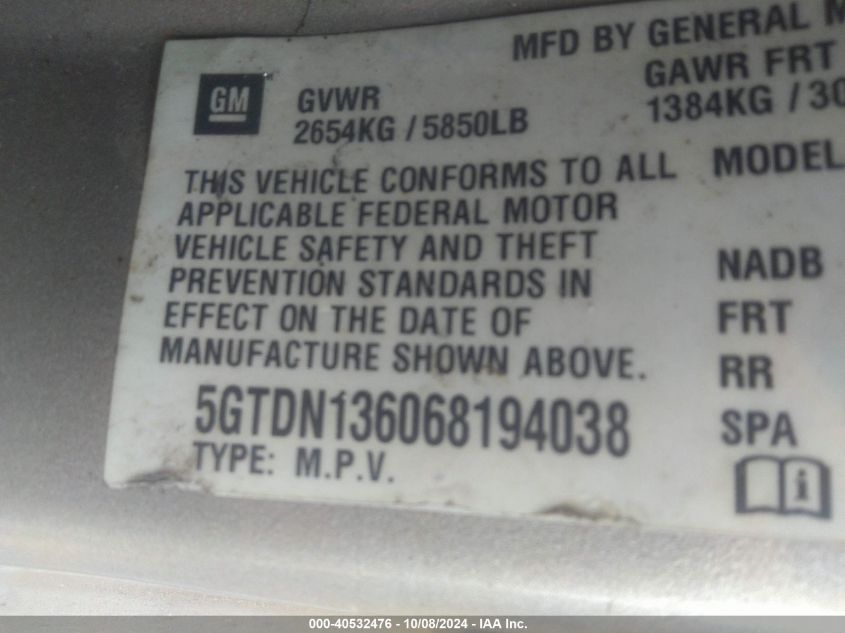 MFD BY GENERAL M
GM
GVWR
2654KG / 5850LB
GAWR FRT
1384KG / 30
THIS VEHICLE CONFORMS TO ALL
APPLICABLE FEDERAL MOTOR
VEHICLE SAFETY AND THEFT
PREVENTION STANDARDS IN
EFFECT ON THE DATE OF
MANUFACTURE SHOWN ABOVE.
5GTDN136068194038
TYPE: M.P.V.
MODEL
NADB
FRT
RR
SPA
i
000-40532476 - 10/08/2024 - IAA Inc.